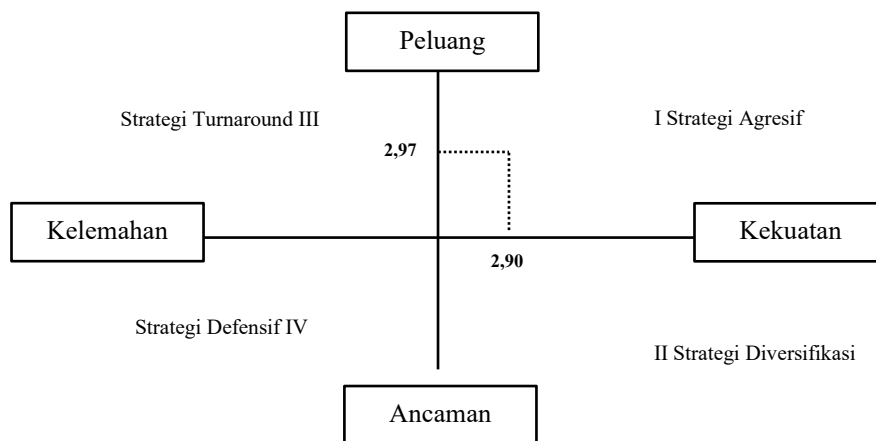 Peluang
Strategi Turnaround III
I Strategi Agresif
2,97
Kelemahan
Kekuatan
2,90
Strategi Defensif IV
II Strategi Diversifikasi
Ancaman